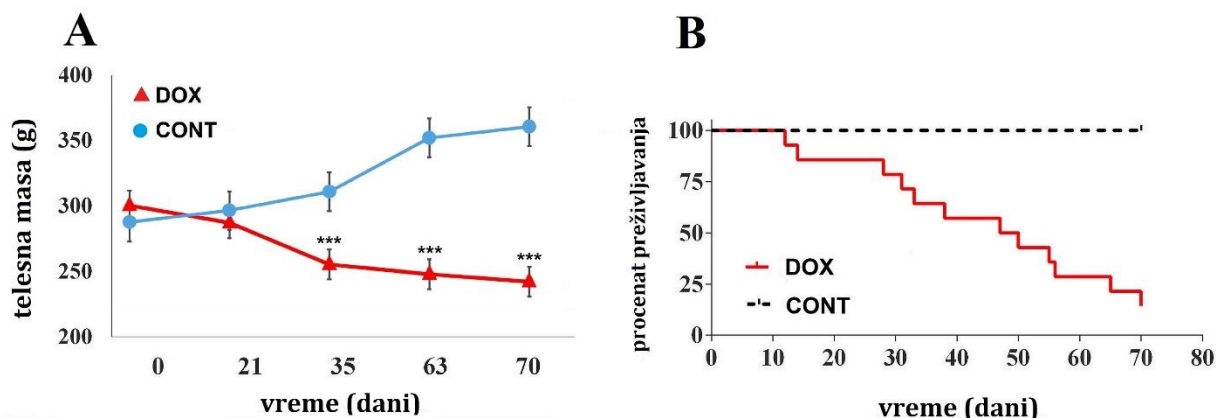 A
telesna masa (g)
400
350
300
250
200
DOX
CONT
***
***
***
0 21 35 63 70
vreme (dani)
B
procenat preživljavanja
100
75
50
25
0
DOX
CONT
0 10 20 30 40 50 60 70 80
vreme (dani)